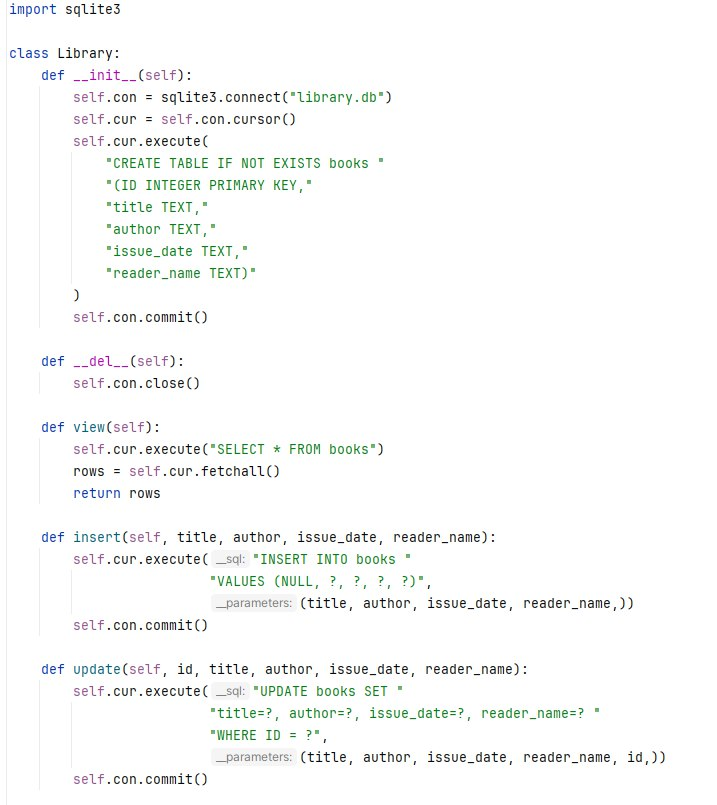 import sqlite3

class Library:
    def __init__(self):
        self.con = sqlite3.connect("library.db")
        self.cur = self.con.cursor()
        self.cur.execute(
            "CREATE TABLE IF NOT EXISTS books "
            "(ID INTEGER PRIMARY KEY,"
            "title TEXT,"
            "author TEXT,"
            "issue_date TEXT,"
            "reader_name TEXT)"
        )
        self.con.commit()

    def __del__(self):
        self.con.close()

    def view(self):
        self.cur.execute("SELECT * FROM books")
        rows = self.cur.fetchall()
        return rows

    def insert(self, title, author, issue_date, reader_name):
        self.cur.execute( __sql: "INSERT INTO books "
                         "VALUES (NULL, ?, ?, ?, ?)",
                         __parameters: (title, author, issue_date, reader_name,))
        self.con.commit()

    def update(self, id, title, author, issue_date, reader_name):
        self.cur.execute( __sql: "UPDATE books SET "
                         "title=?, author=?, issue_date=?, reader_name=? "
                         "WHERE ID = ?",
                         __parameters: (title, author, issue_date, reader_name, id,))
        self.con.commit()